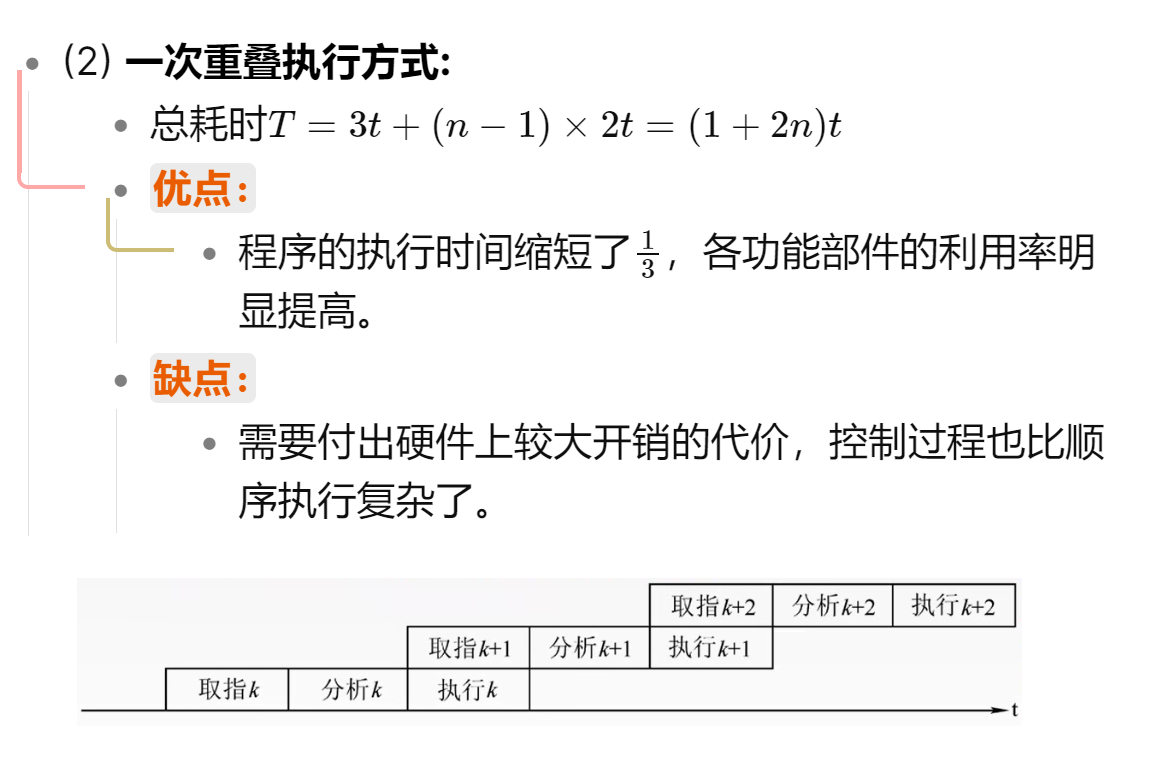 (2) 一次重叠执行方式:
总耗时T = 3t + (n − 1) × 2t = (1 + 2n)t
优点：
程序的执行时间缩短了1/3，各功能部件的利用率明
显提高。
缺点：
需要付出硬件上较大开销的代价，控制过程也比顺
序执行复杂了。
取指k+2 分析k+2 执行k+2
取指k+1 分析k+1 执行k+1
取指k 分析k 执行k
t